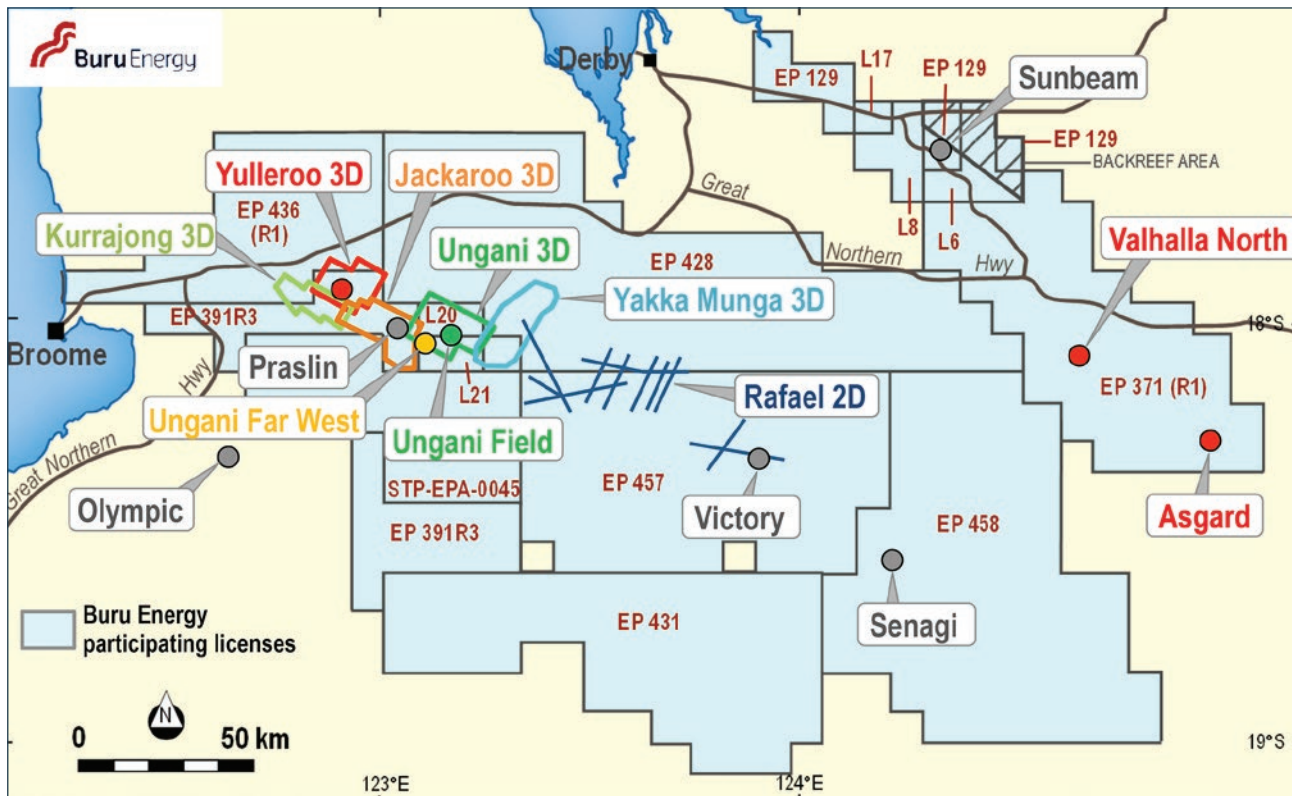 Buru Energy
Derby
L17
EP 129
Sunbeam
EP 129
EP 129
BACKREEF AREA
Yulleroo 3D
Jackaroo 3D
Great
EP 436
(R1)
Kurrajong 3D
Ungani 3D
L8
L6
Valhalla North
EP 428
Northern
Hwy
Yakka Munga 3D
EP 391R3
L20
18°S
Broome
Hwy
Praslin
L21
Rafael 2D
EP 371 (R1)
Ungani Far West
Ungani Field
Great Northern
STP-EPA-0045
EP 457
Olympic
Victory
EP 458
Asgard
EP 391R3
Buru Energy
participating licenses
EP 431
Senagi
N
0 50 km
19°S
123°E
124°E